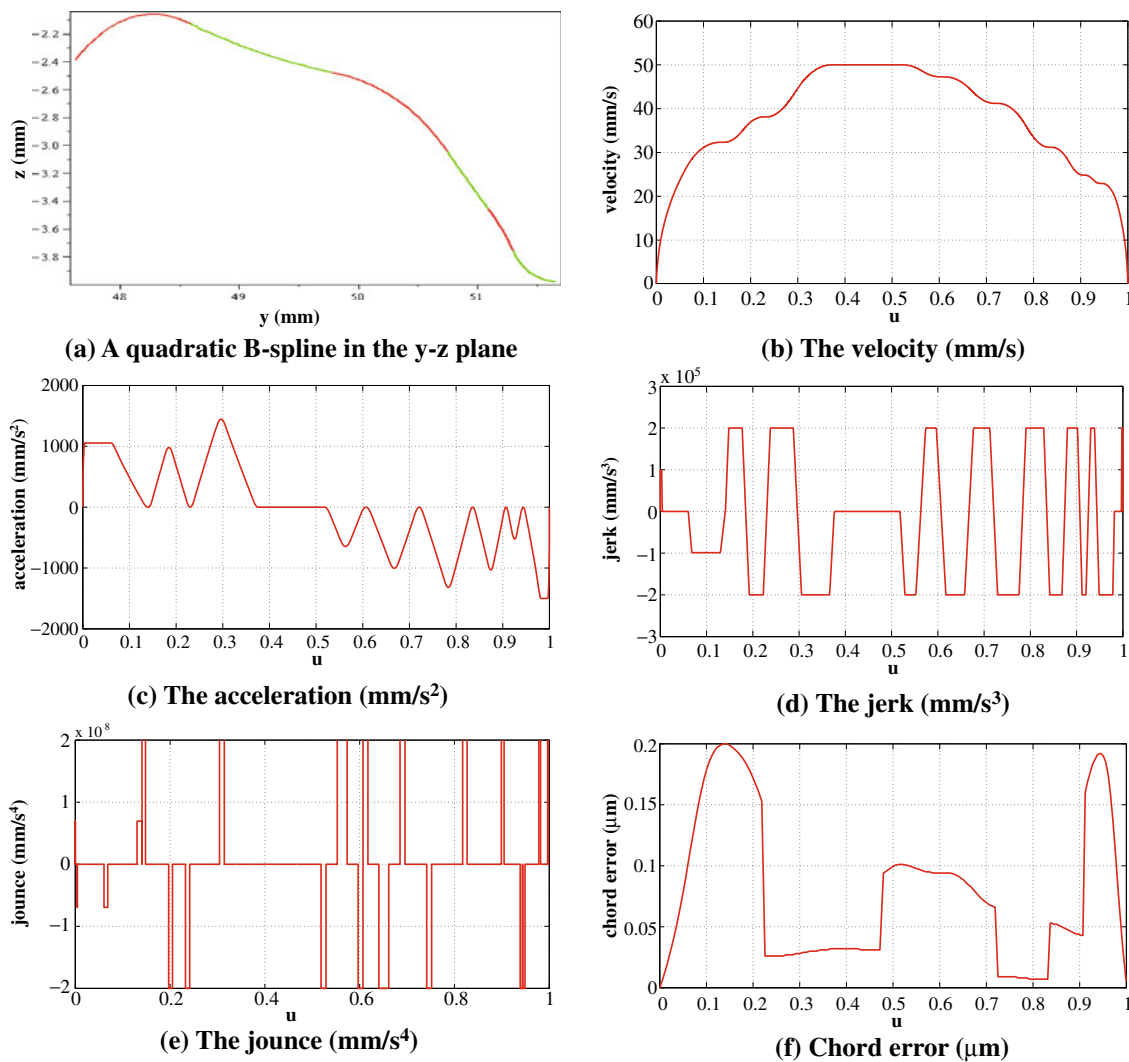 −2.2
−2.4
−2.6
−2.8
−3.0
−3.2
−3.4
−3.6
−3.8
z (mm)
48 49 50 51
y (mm)
(a) A quadratic B-spline in the y-z plane
60
50
40
30
20
10
0
velocity (mm/s)
0 0.1 0.2 0.3 0.4 0.5 0.6 0.7 0.8 0.9 1
u
(b) The velocity (mm/s)
2000
1000
0
−1000
−2000
acceleration (mm/s²)
0 0.1 0.2 0.3 0.4 0.5 0.6 0.7 0.8 0.9 1
u
(c) The acceleration (mm/s²)
x 10⁵
3
2
1
0
−1
−2
−3
jerk (mm/s³)
0 0.1 0.2 0.3 0.4 0.5 0.6 0.7 0.8 0.9 1
u
(d) The jerk (mm/s³)
x 10⁸
2
1
0
−1
−2
jounce (mm/s⁴)
0 0.2 0.4 0.6 0.8 1
u
(e) The jounce (mm/s⁴)
0.2
0.15
0.1
0.05
0
chord error (μm)
0 0.1 0.2 0.3 0.4 0.5 0.6 0.7 0.8 0.9 1
u
(f) Chord error (μm)